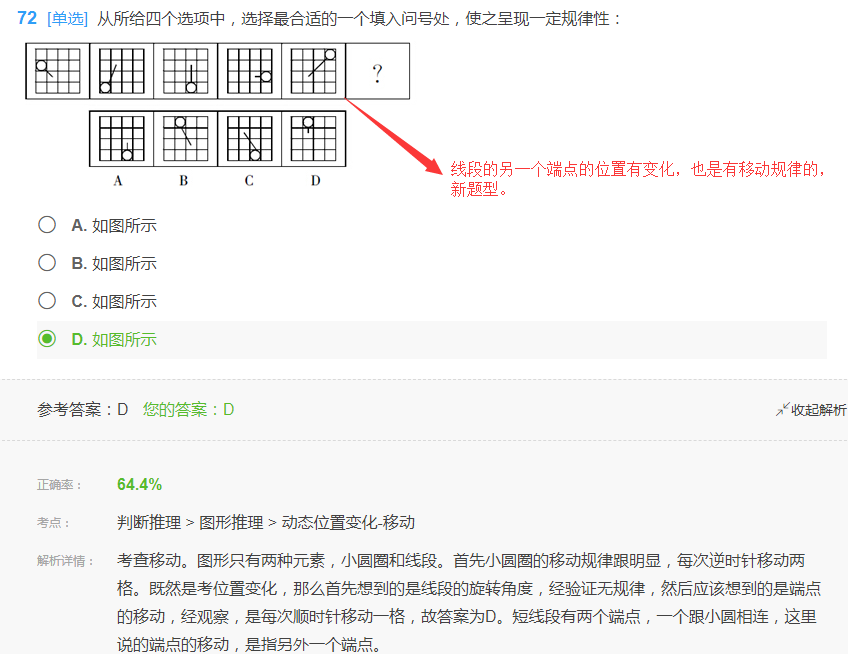 72 [单选] 从所给四个选项中，选择最合适的一个填入问号处，使之呈现一定规律性：
?
A B C D
线段的另一个端点的位置有变化，也是有移动规律的，
新题型。
A. 如图所示
B. 如图所示
C. 如图所示
D. 如图所示
参考答案：D 您的答案：D 收起解析
正确率： 64.4%
考点： 判断推理 > 图形推理 > 动态位置变化-移动
解析详情： 考查移动。图形只有两种元素，小圆圈和线段。首先小圆圈的移动规律跟明显，每次逆时针移动两
格。既然是考位置变化，那么首先想到的是线段的旋转角度，经验证无规律，然后应该想到的是端点
的移动，经观察，是每次顺时针移动一格，故答案为D。短线段有两个端点，一个跟小圆相连，这里
说的端点的移动，是指另外一个端点。